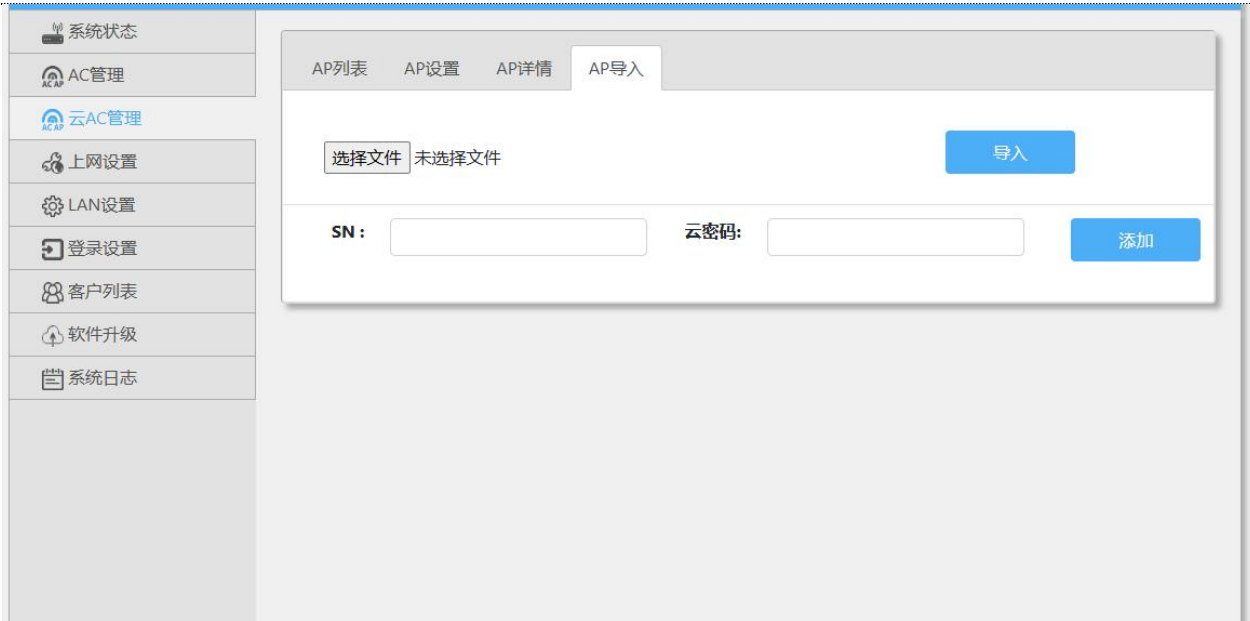 系统状态
AC管理
云AC管理
上网设置
LAN设置
登录设置
客户列表
软件升级
系统日志
AP列表 AP设置 AP详情 AP导入
选择文件 未选择文件 导入
SN : 云密码: 添加